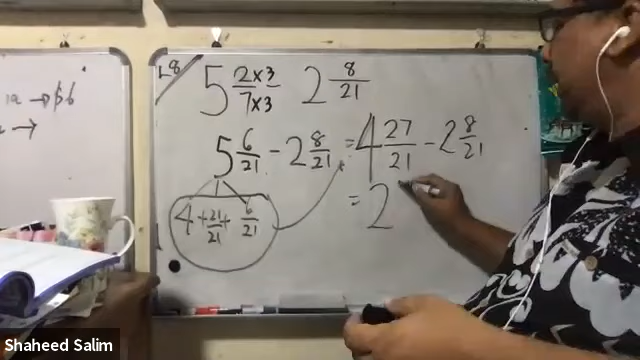 8
5 2×3/7×3 - 2 8/21
5 6/21 - 2 8/21 = 4 27/21 - 2 8/21
= 2
4 + 21/21 + 6/21
Shaheed Salim